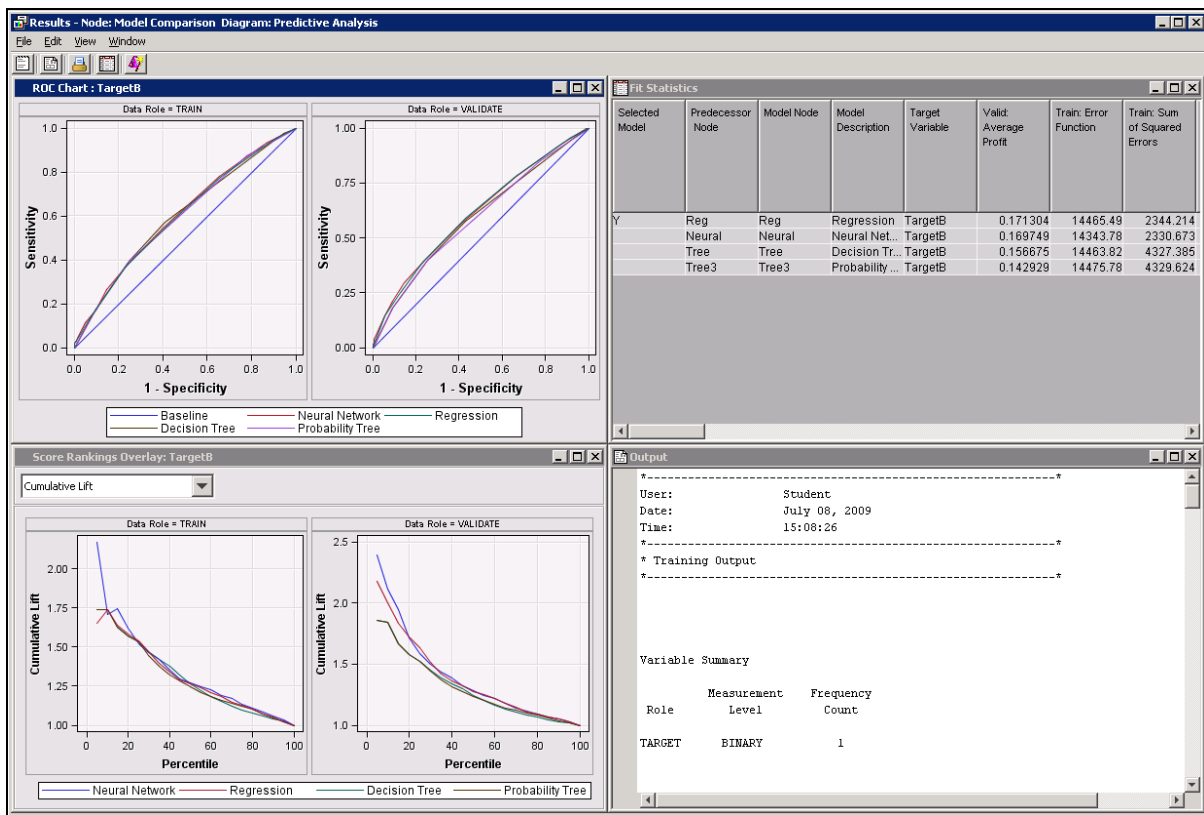 Results - Node: Model Comparison Diagram: Predictive Analysis
File Edit View Window
ROC Chart : TargetB
Data Role = TRAIN
Data Role = VALIDATE
1.0
0.8
0.6
0.4
0.2
0.0
Sensitivity
0.0 0.2 0.4 0.6 0.8 1.0
1 - Specificity
1.00
0.75
0.50
0.25
0.00
Sensitivity
0.0 0.2 0.4 0.6 0.8 1.0
1 - Specificity
Baseline Neural Network Regression
Decision Tree Probability Tree
Fit Statistics
Selected Model Predecessor Node Model Node Model Description Target Variable Valid: Average Profit Train: Error Function Train: Sum of Squared Errors
Y Reg Reg Regression TargetB 0.171304 14465.49 2344.214
Neural Neural Neural Net... TargetB 0.169749 14343.78 2330.673
Tree Tree Decision Tr... TargetB 0.156675 14463.82 4327.385
Tree3 Tree3 Probability ... TargetB 0.142929 14475.78 4329.624
Score Rankings Overlay: TargetB
Cumulative Lift
Data Role = TRAIN
Data Role = VALIDATE
2.00
1.75
1.50
1.25
1.00
Cumulative Lift
0 20 40 60 80 100
Percentile
2.5
2.0
1.5
1.0
Cumulative Lift
0 20 40 60 80 100
Percentile
Neural Network Regression Decision Tree Probability Tree
Output
*------------------------------------------------------------*
User: Student
Date: July 08, 2009
Time: 15:08:26
*------------------------------------------------------------*
* Training Output
*------------------------------------------------------------*
Variable Summary
Measurement Frequency
Role Level Count
TARGET BINARY 1